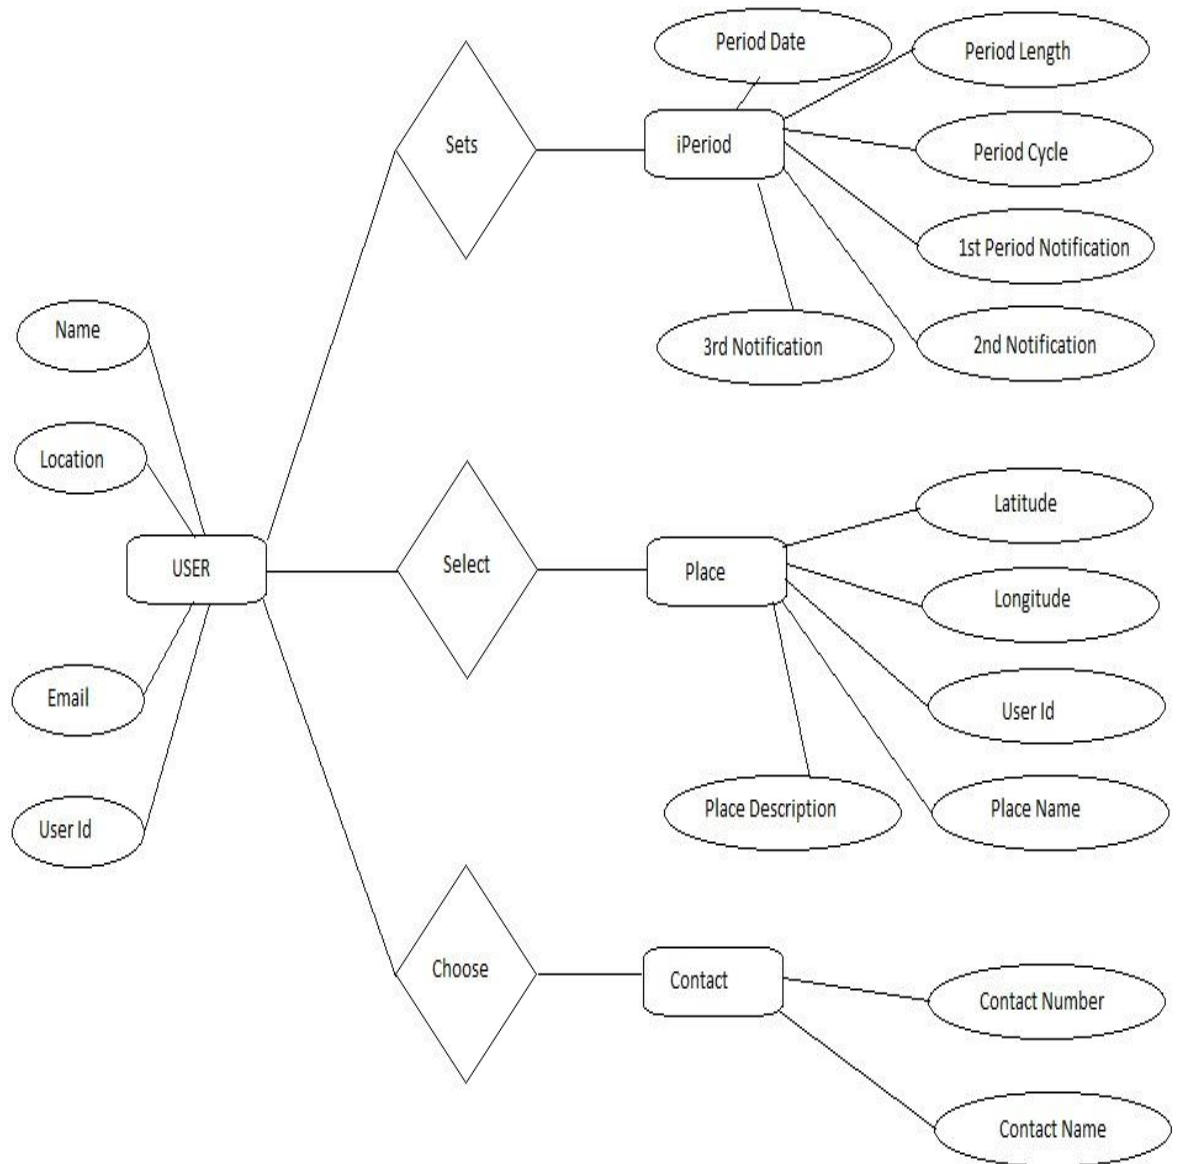 Period Date
Period Length
Sets
iPeriod
Period Cycle
1st Period Notification
3rd Notification
2nd Notification
Name
Location
USER
Email
User Id
Select
Place
Latitude
Longitude
User Id
Place Description
Place Name
Choose
Contact
Contact Number
Contact Name